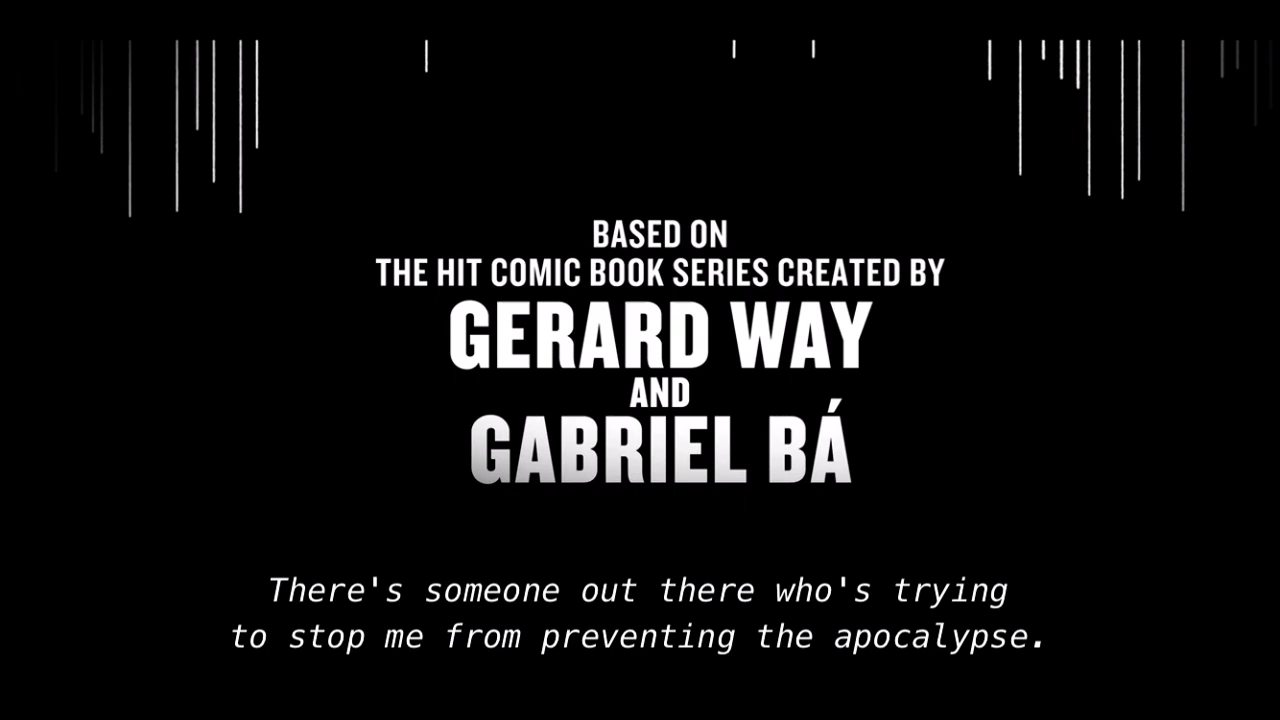 BASED ON
THE HIT COMIC BOOK SERIES CREATED BY
GERARD WAY
AND
GABRIEL BÁ
There's someone out there who's trying
to stop me from preventing the apocalypse.